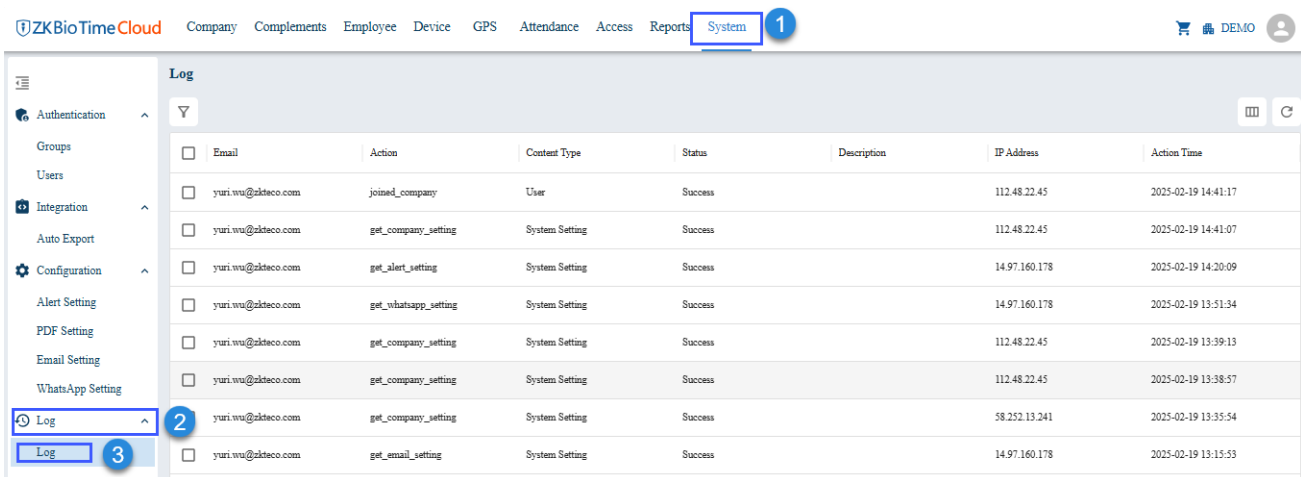 ZKBioTime Cloud Company Complements Employee Device GPS Attendance Access Reports System 1 DEMO
Log
Authentication
Groups
Users
Integration
Auto Export
Configuration
Alert Setting
PDF Setting
Email Setting
WhatsApp Setting
Log 2
Log 3
Email Action Content Type Status Description IP Address Action Time
yuri.wu@zkteco.com joined_company User Success 112.48.22.45 2025-02-19 14:41:17
yuri.wu@zkteco.com get_company_setting System Setting Success 112.48.22.45 2025-02-19 14:41:07
yuri.wu@zkteco.com get_alert_setting System Setting Success 14.97.160.178 2025-02-19 14:20:09
yuri.wu@zkteco.com get_whatsapp_setting System Setting Success 14.97.160.178 2025-02-19 13:51:34
yuri.wu@zkteco.com get_company_setting System Setting Success 112.48.22.45 2025-02-19 13:39:13
yuri.wu@zkteco.com get_company_setting System Setting Success 112.48.22.45 2025-02-19 13:38:57
yuri.wu@zkteco.com get_company_setting System Setting Success 58.252.13.241 2025-02-19 13:35:54
yuri.wu@zkteco.com get_email_setting System Setting Success 14.97.160.178 2025-02-19 13:15:53